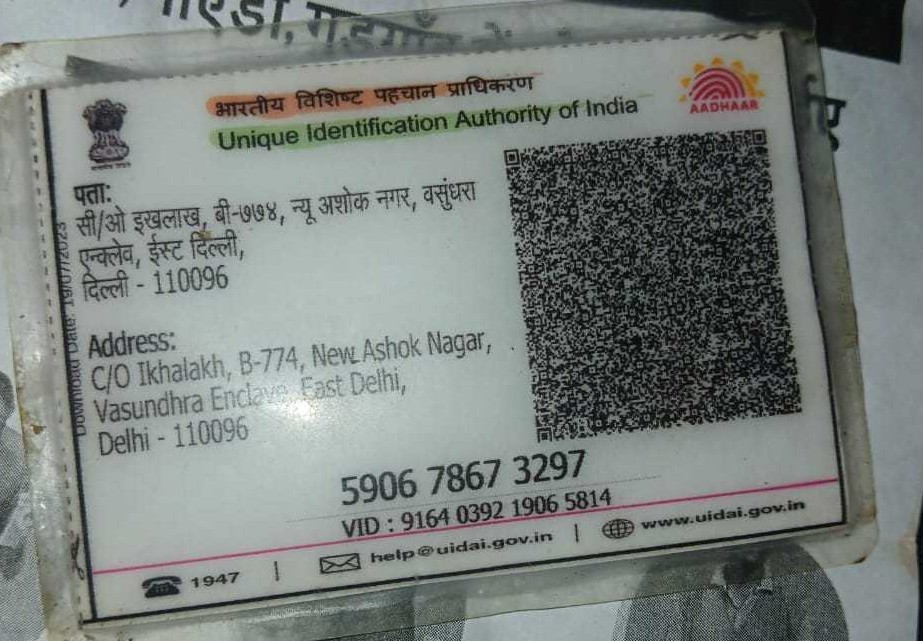 भारतीय विशिष्ट पहचान प्राधिकरण
Unique Identification Authority of India
AADHAAR
पता:
सी/ओ इखलाख, बी-७७४, न्यू अशोक नगर, वसुंधरा
एन्क्लेव, ईस्ट दिल्ली,
दिल्ली - 110096
Download Date: 19/07/2023
Address:
C/O Ikhalakh, B-774, New Ashok Nagar,
Vasundhra Enclave, East Delhi,
Delhi - 110096
5906 7867 3297
VID : 9164 0392 1906 5814
1947 | help@uidai.gov.in | www.uidai.gov.in